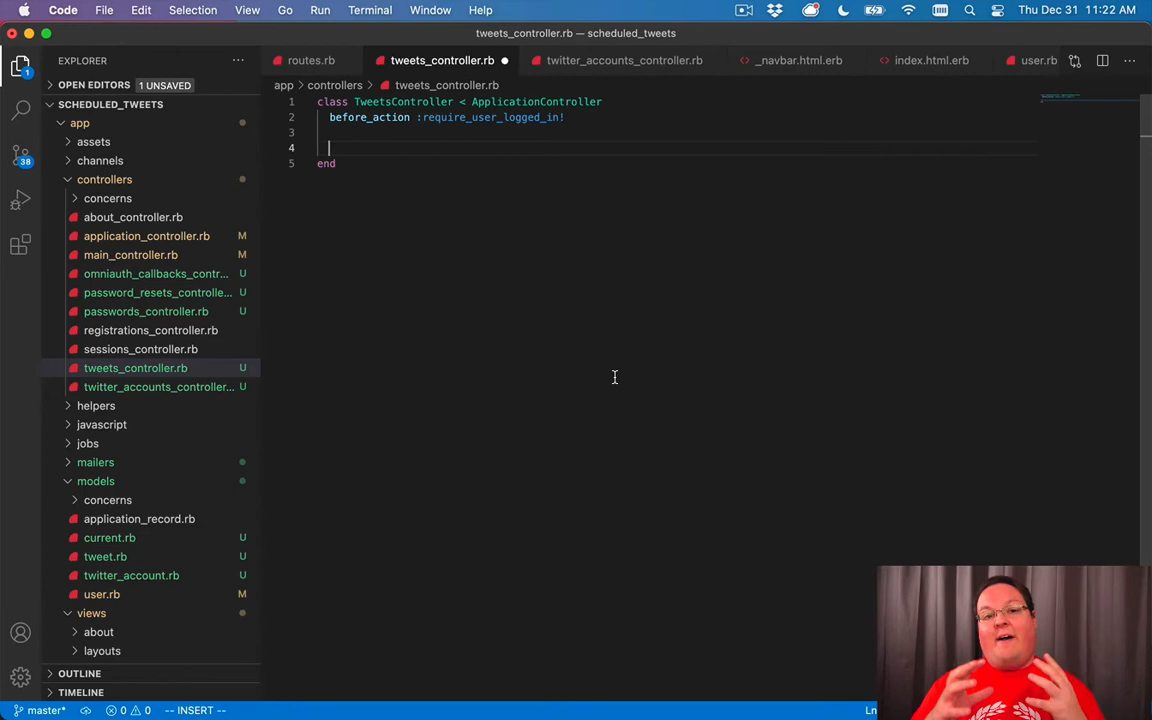 Code File Edit Selection View Go Run Terminal Window Help Thu Dec 31 11:22 AM
tweets_controller.rb — scheduled_tweets
EXPLORER
routes.rb tweets_controller.rb twitter_accounts_controller.rb _navbar.html.erb index.html.erb user.rb
1
OPEN EDITORS 1 UNSAVED
app controllers tweets_controller.rb
SCHEDULED_TWEETS
1 class TweetsController < ApplicationController
2 before_action :require_user_logged_in!
3
4
5 end
app
assets
channels
38
controllers
concerns
about_controller.rb
application_controller.rb M
main_controller.rb M
omniauth_callbacks_contr... U
password_resets_controlle... U
passwords_controller.rb U
registrations_controller.rb
sessions_controller.rb
tweets_controller.rb U
twitter_accounts_controller... U
helpers
javascript
jobs
mailers
models
concerns
application_record.rb
current.rb U
tweet.rb U
twitter_account.rb U
user.rb M
views
about
layouts
OUTLINE
TIMELINE
master* 0 0 -- INSERT -- Ln